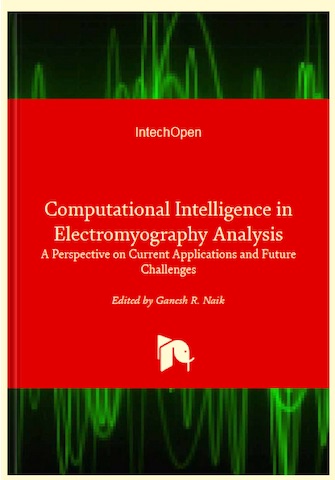 IntechOpen
Computational Intelligence in
Electromyography Analysis
A Perspective on Current Applications and Future
Challenges
Edited by Ganesh R. Naik